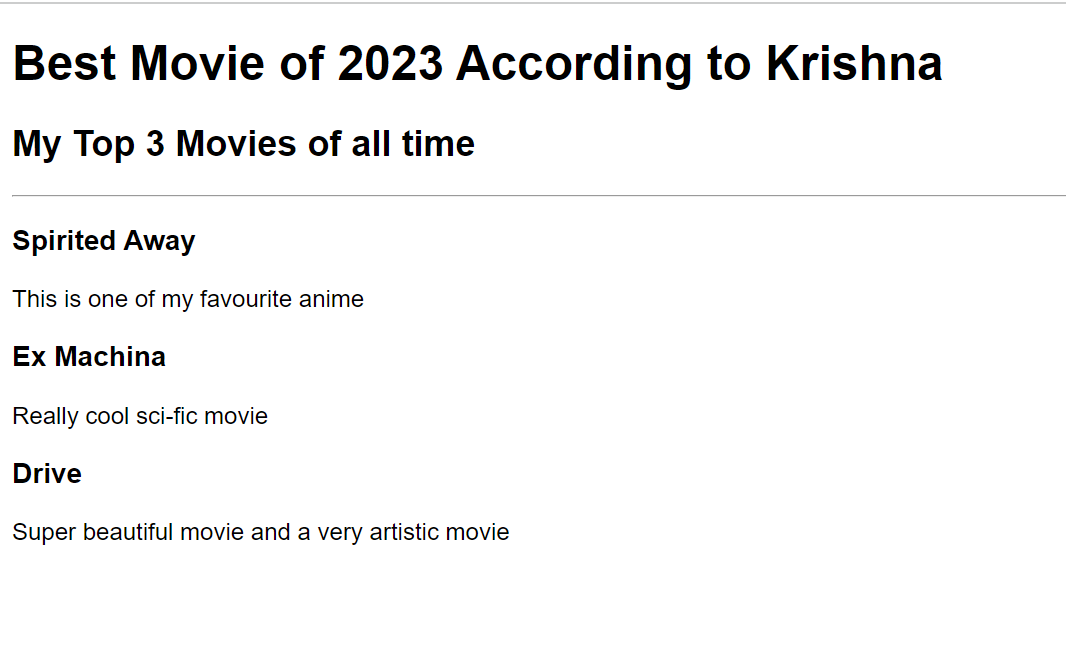 Best Movie of 2023 According to Krishna
My Top 3 Movies of all time
Spirited Away
This is one of my favourite anime
Ex Machina
Really cool sci-fic movie
Drive
Super beautiful movie and a very artistic movie